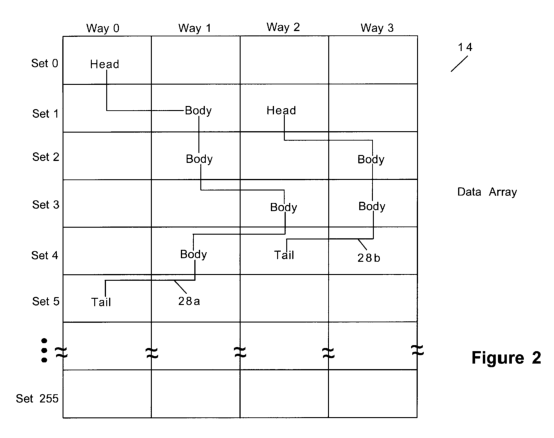 Way 0 Way 1 Way 2 Way 3
14
Set 0 Head
Set 1 Body Head
Set 2 Body Body
Set 3 Body Body
Data Array
Set 4 Body Tail 28b
Set 5 Tail 28a
Figure 2
Set 255